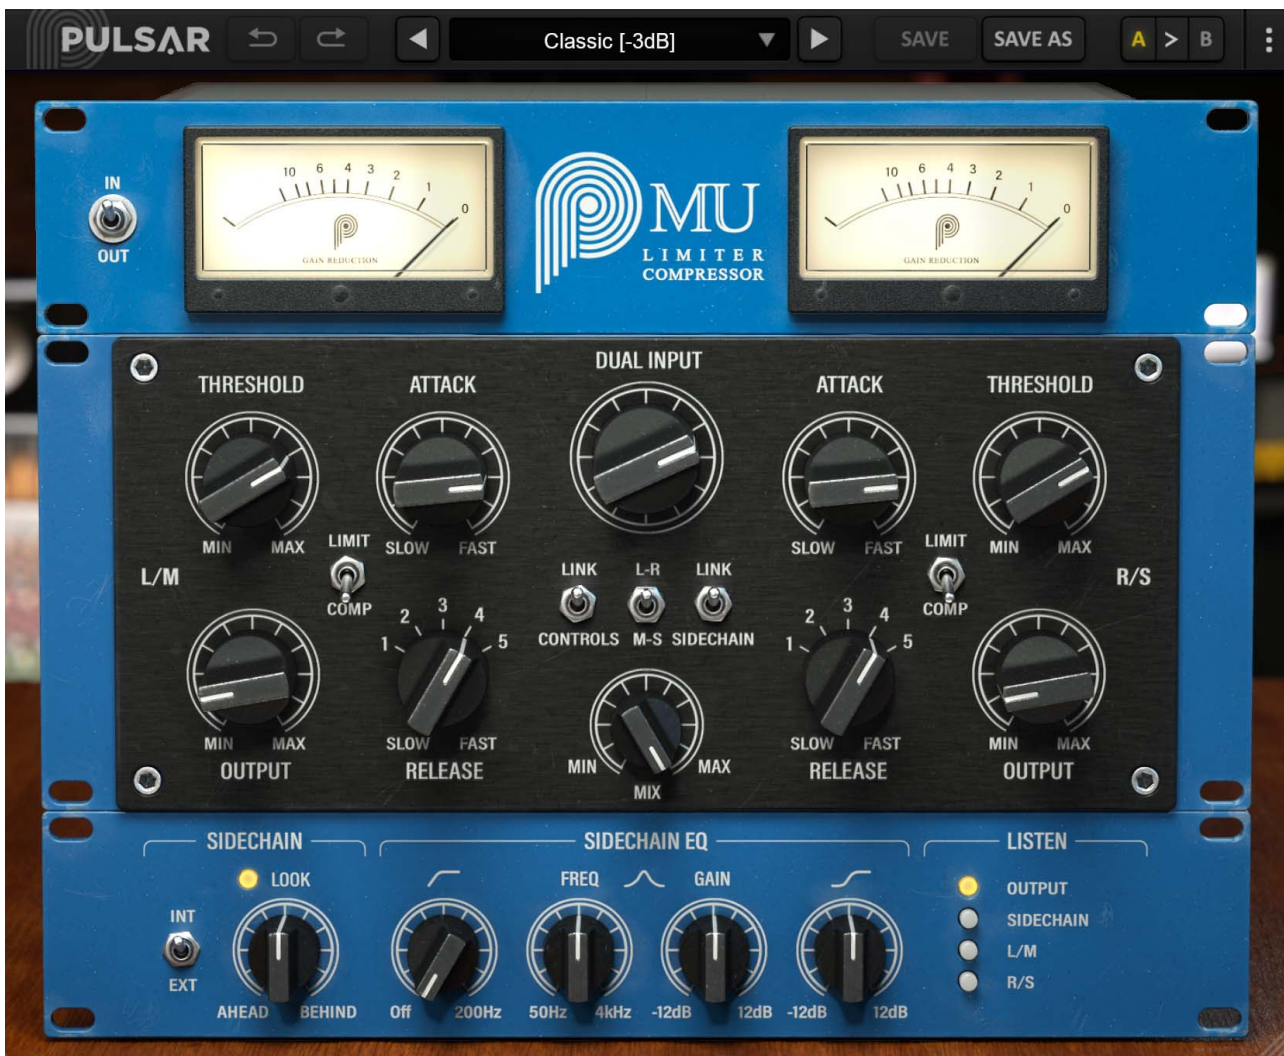 PULSAR
Classic [-3dB]
SAVE
SAVE AS
A > B
IN
OUT
10 6 4 3 2 1 0
GAIN REDUCTION
MU
LIMITER
COMPRESSOR
10 6 4 3 2 1 0
GAIN REDUCTION
DUAL INPUT
THRESHOLD
ATTACK
ATTACK
THRESHOLD
MIN MAX
SLOW FAST
SLOW FAST
MIN MAX
LIMIT
COMP
LIMIT
COMP
L/M
R/S
LINK
CONTROLS
L-R
M-S
LINK
SIDECHAIN
1 2 3 4 5
1 2 3 4 5
MIN MAX
OUTPUT
SLOW FAST
RELEASE
MIN MAX
MIX
SLOW FAST
RELEASE
MIN MAX
OUTPUT
SIDECHAIN
SIDECHAIN EQ
LISTEN
LOOK
FREQ
GAIN
INT
EXT
AHEAD BEHIND
Off 200Hz
50Hz 4kHz
-12dB 12dB
-12dB 12dB
OUTPUT
SIDECHAIN
L/M
R/S